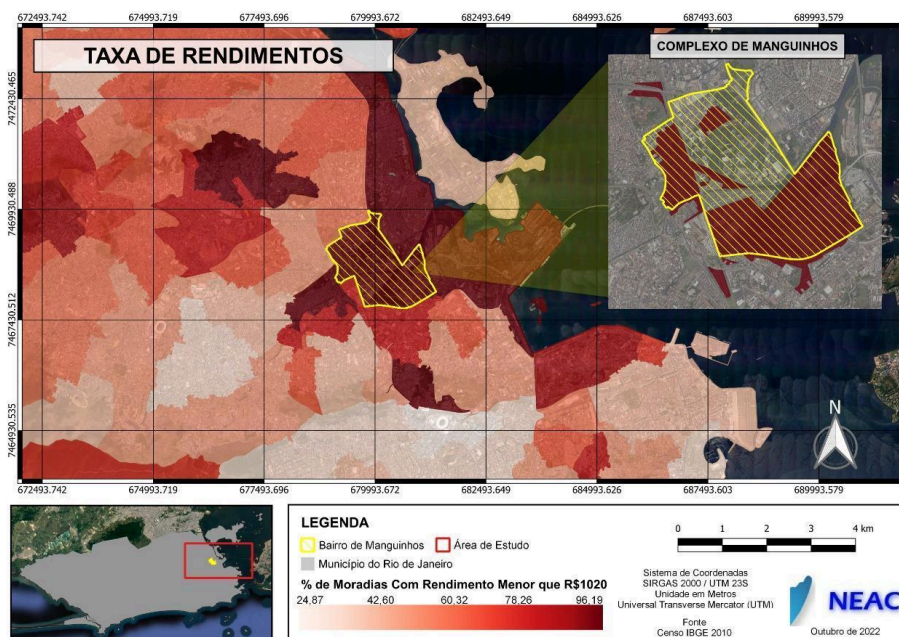 672493.742 674993.719 677493.695 679993.672 682493.649 684993.626 687493.603 689993.579
TAXA DE RENDIMENTOS
COMPLEXO DE MANGUINHOS
7472430.465
7469930.488
7467430.512
7464930.535
N
672493.742 674993.719 677493.695 679993.672 682493.649 684993.626 687493.603 689993.579
LEGENDA
Bairro de Manguinhos Área de Estudo
Município do Rio de Janeiro
% de Moradias Com Rendimento Menor que R$1020
24,87 42,60 60,32 78,26 96,19
0 1 2 3 4 km
Sistema de Coordenadas
SIRGAS 2000 / UTM 23S
Unidade em Metros
Universal Transverse Mercator (UTM)
Fonte
Censo IBGE 2010
NEAC
Outubro de 2022